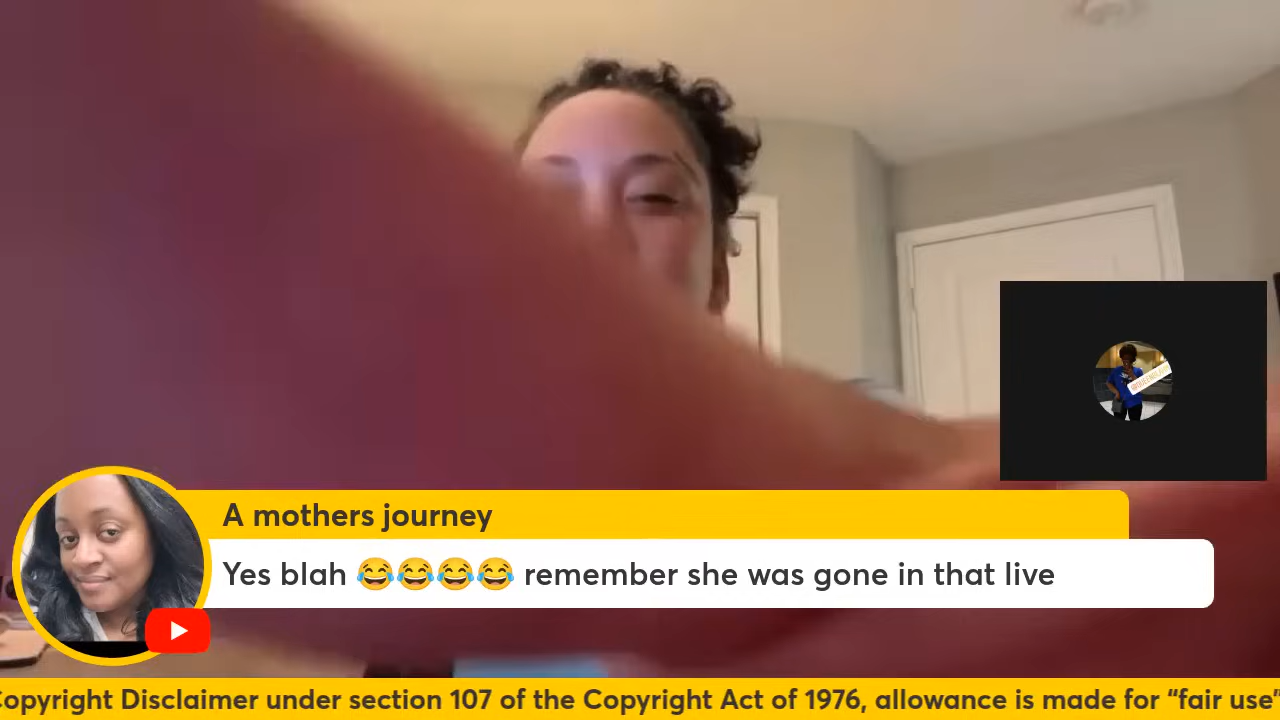 A mothers journey
Yes blah 😂😂😂😂 remember she was gone in that live
Copyright Disclaimer under section 107 of the Copyright Act of 1976, allowance is made for “fair use”